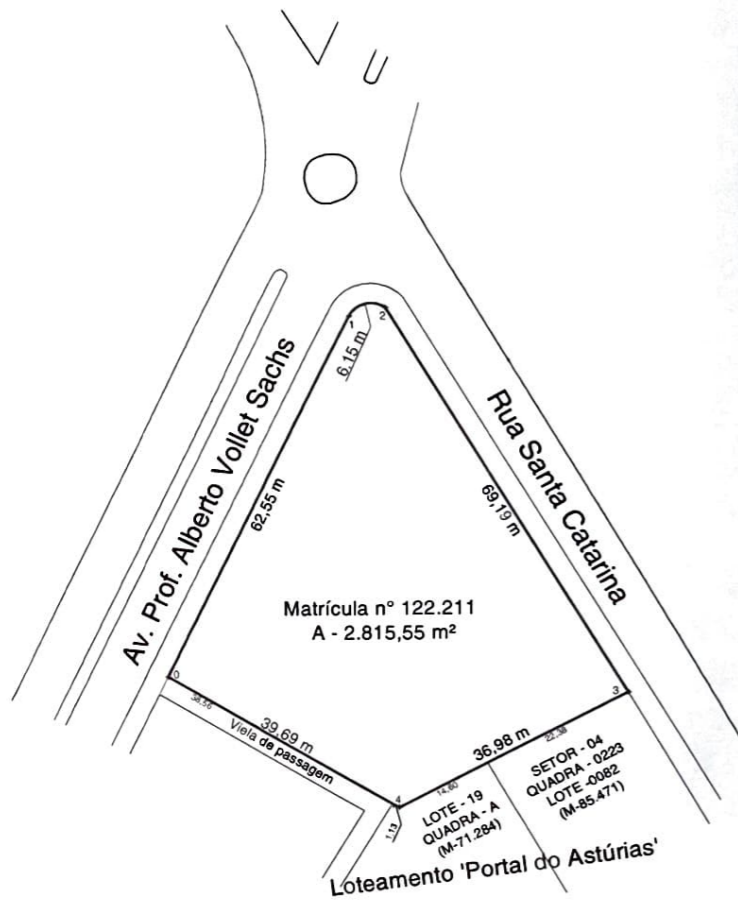 1
2
6,15 m
Av. Prof. Alberto Vollet Sachs
Rua Santa Catarina
62,55 m
69,19 m
Matrícula n° 122.211
A - 2.815,55 m²
0
3
38,56
39,69 m
Viela de passagem
36,98 m
22,38
14,60
4
1,13
LOTE - 19
QUADRA - A
(M-71.284)
SETOR - 04
QUADRA - 0223
LOTE -0082
(M-85.471)
Loteamento 'Portal do Astúrias'